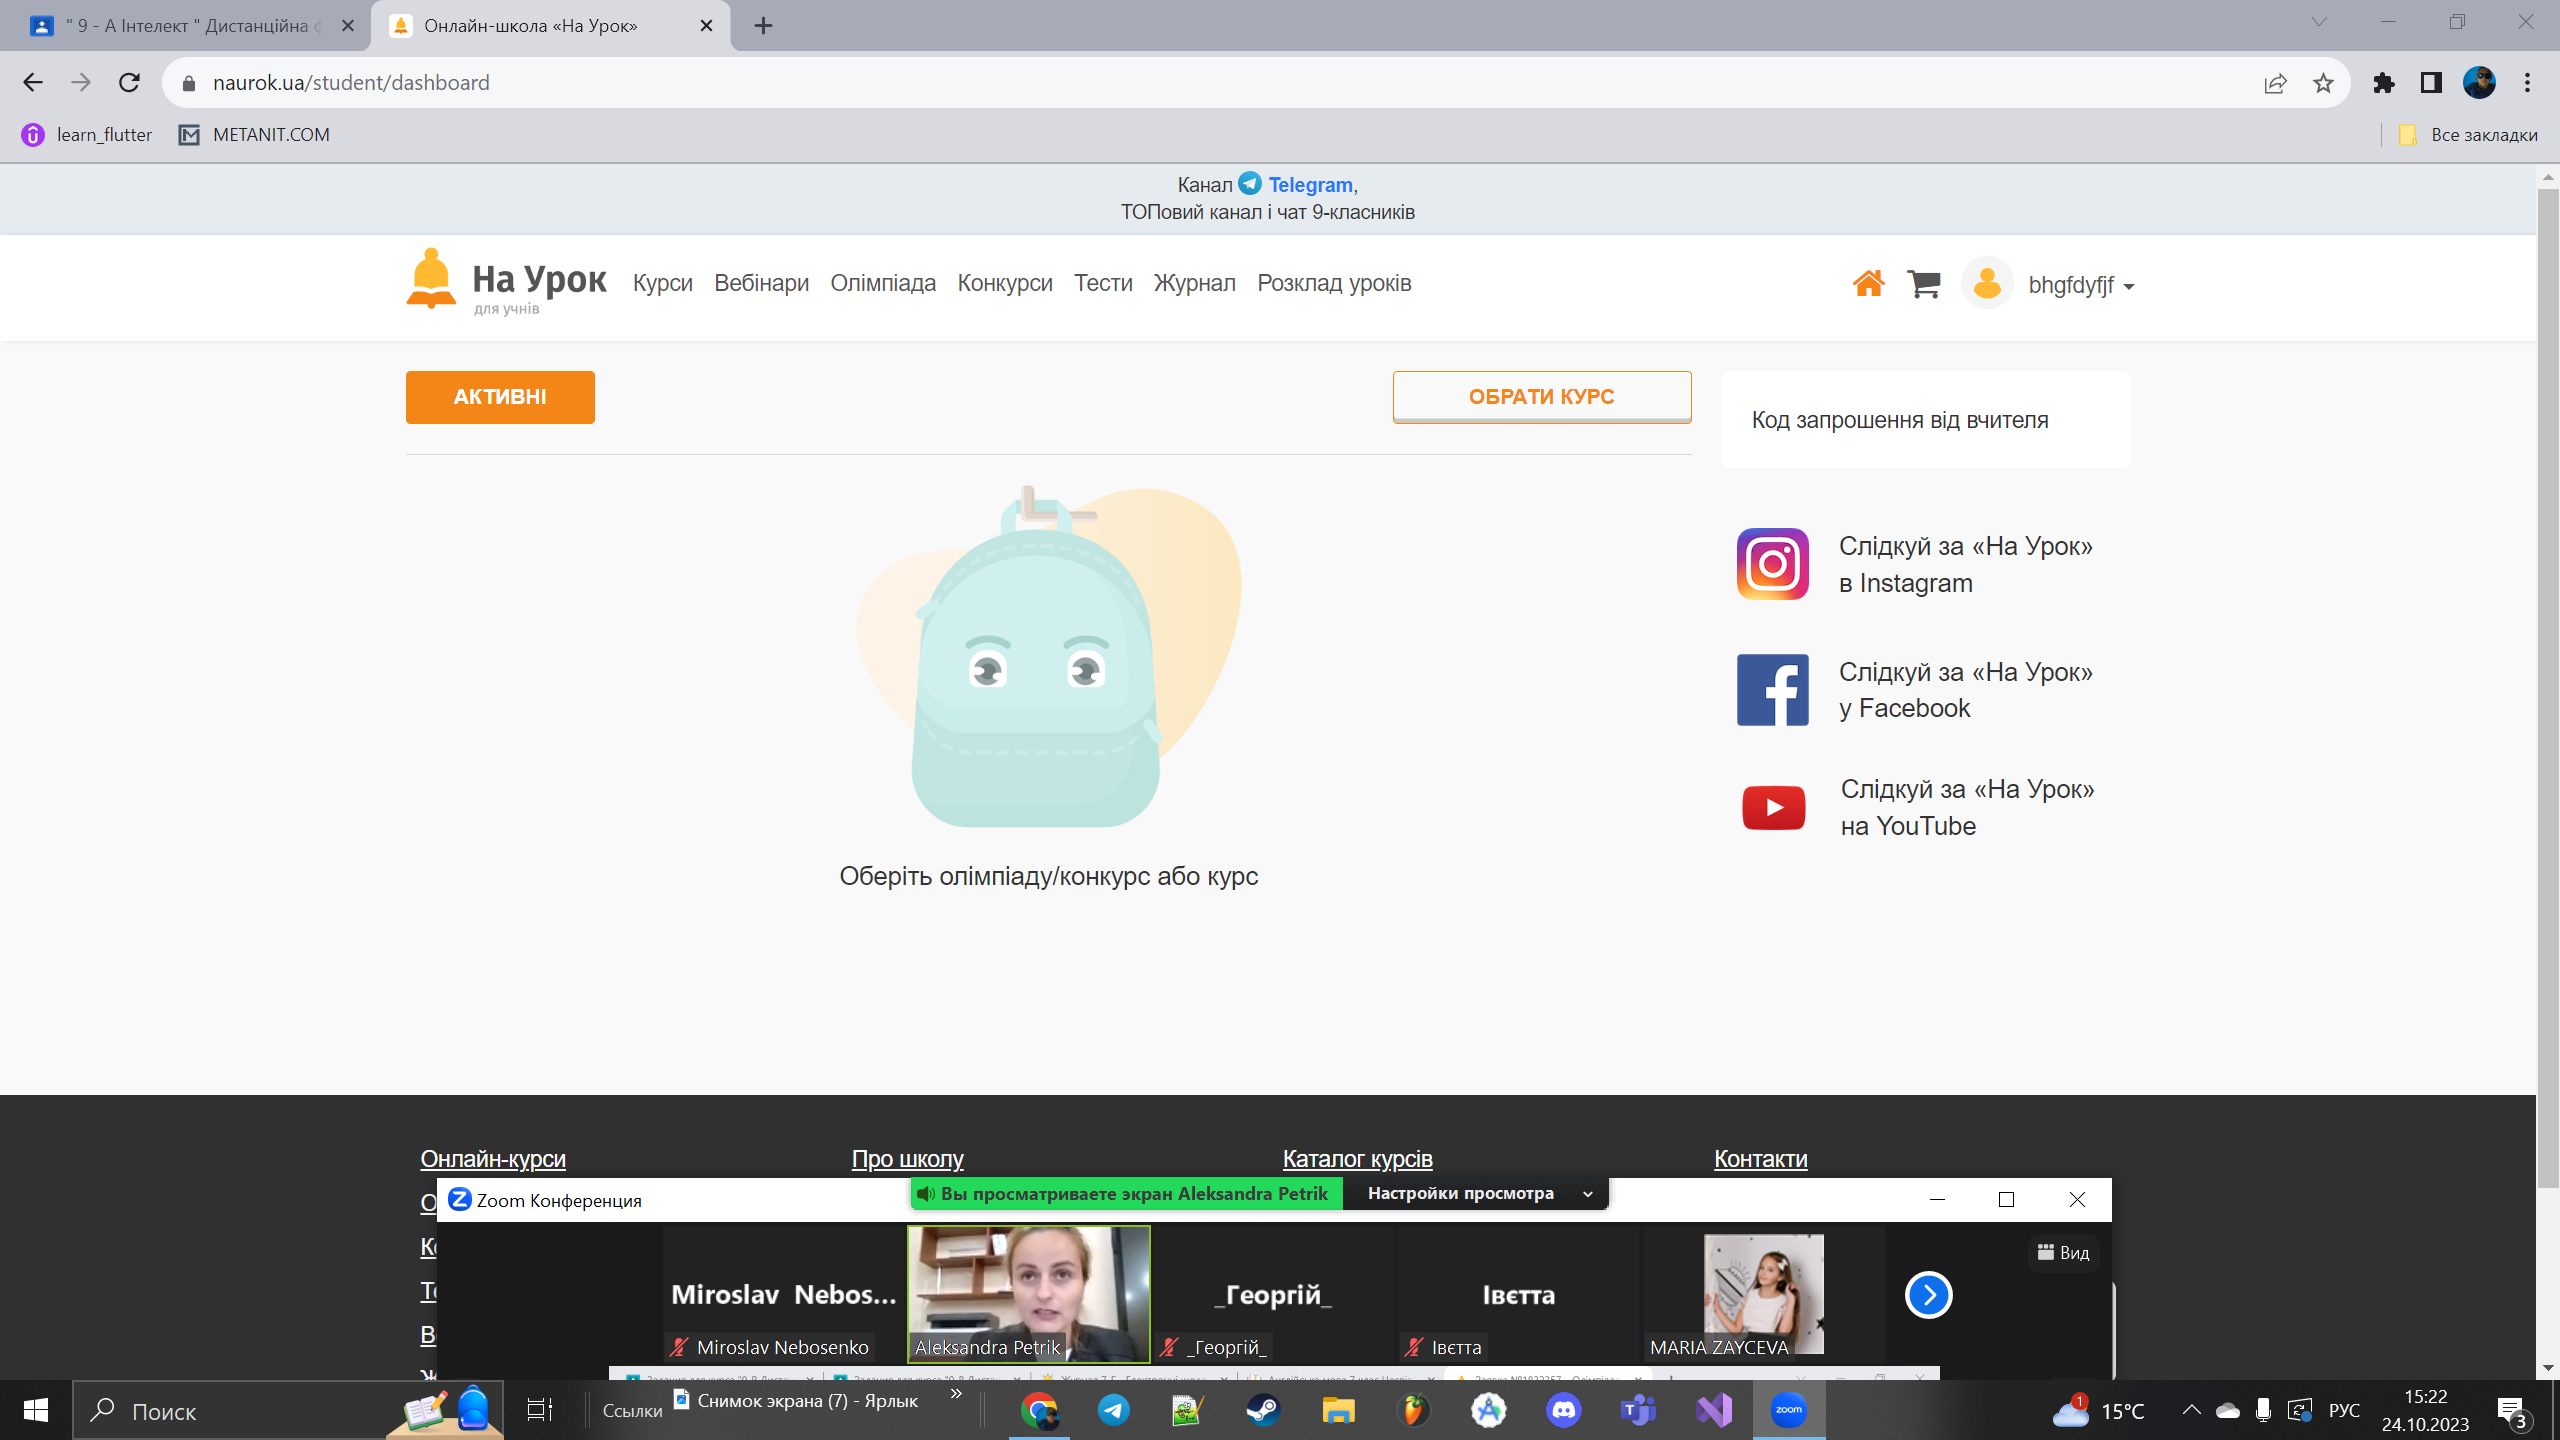 " 9 - А Інтелект " Дистанційна ф
Онлайн-школа «На Урок»
naurok.ua/student/dashboard
learn_flutter
METANIT.COM
Все закладки
Канал Telegram,
ТОПовий канал і чат 9-класників
На Урок
для учнів
Курси
Вебінари
Олімпіада
Конкурси
Тести
Журнал
Розклад уроків
bhgfdyfjf
АКТИВНІ
ОБРАТИ КУРС
Код запрошення від вчителя
Слідкуй за «На Урок»
в Instagram
Слідкуй за «На Урок»
у Facebook
Слідкуй за «На Урок»
на YouTube
Оберіть олімпіаду/конкурс або курс
Онлайн-курси
Про школу
Каталог курсів
Контакти
Zoom Конференция
Вы просматриваете экран Aleksandra Petrik
Настройки просмотра
Вид
Miroslav Nebos...
_Георгій_
Івєтта
Miroslav Nebosenko
Aleksandra Petrik
_Георгій_
Івєтта
MARIA ZAYCEVA
Поиск
Ссылки
Снимок экрана (7) - Ярлык
zoom
1
15°C
РУС
15:22
24.10.2023
3